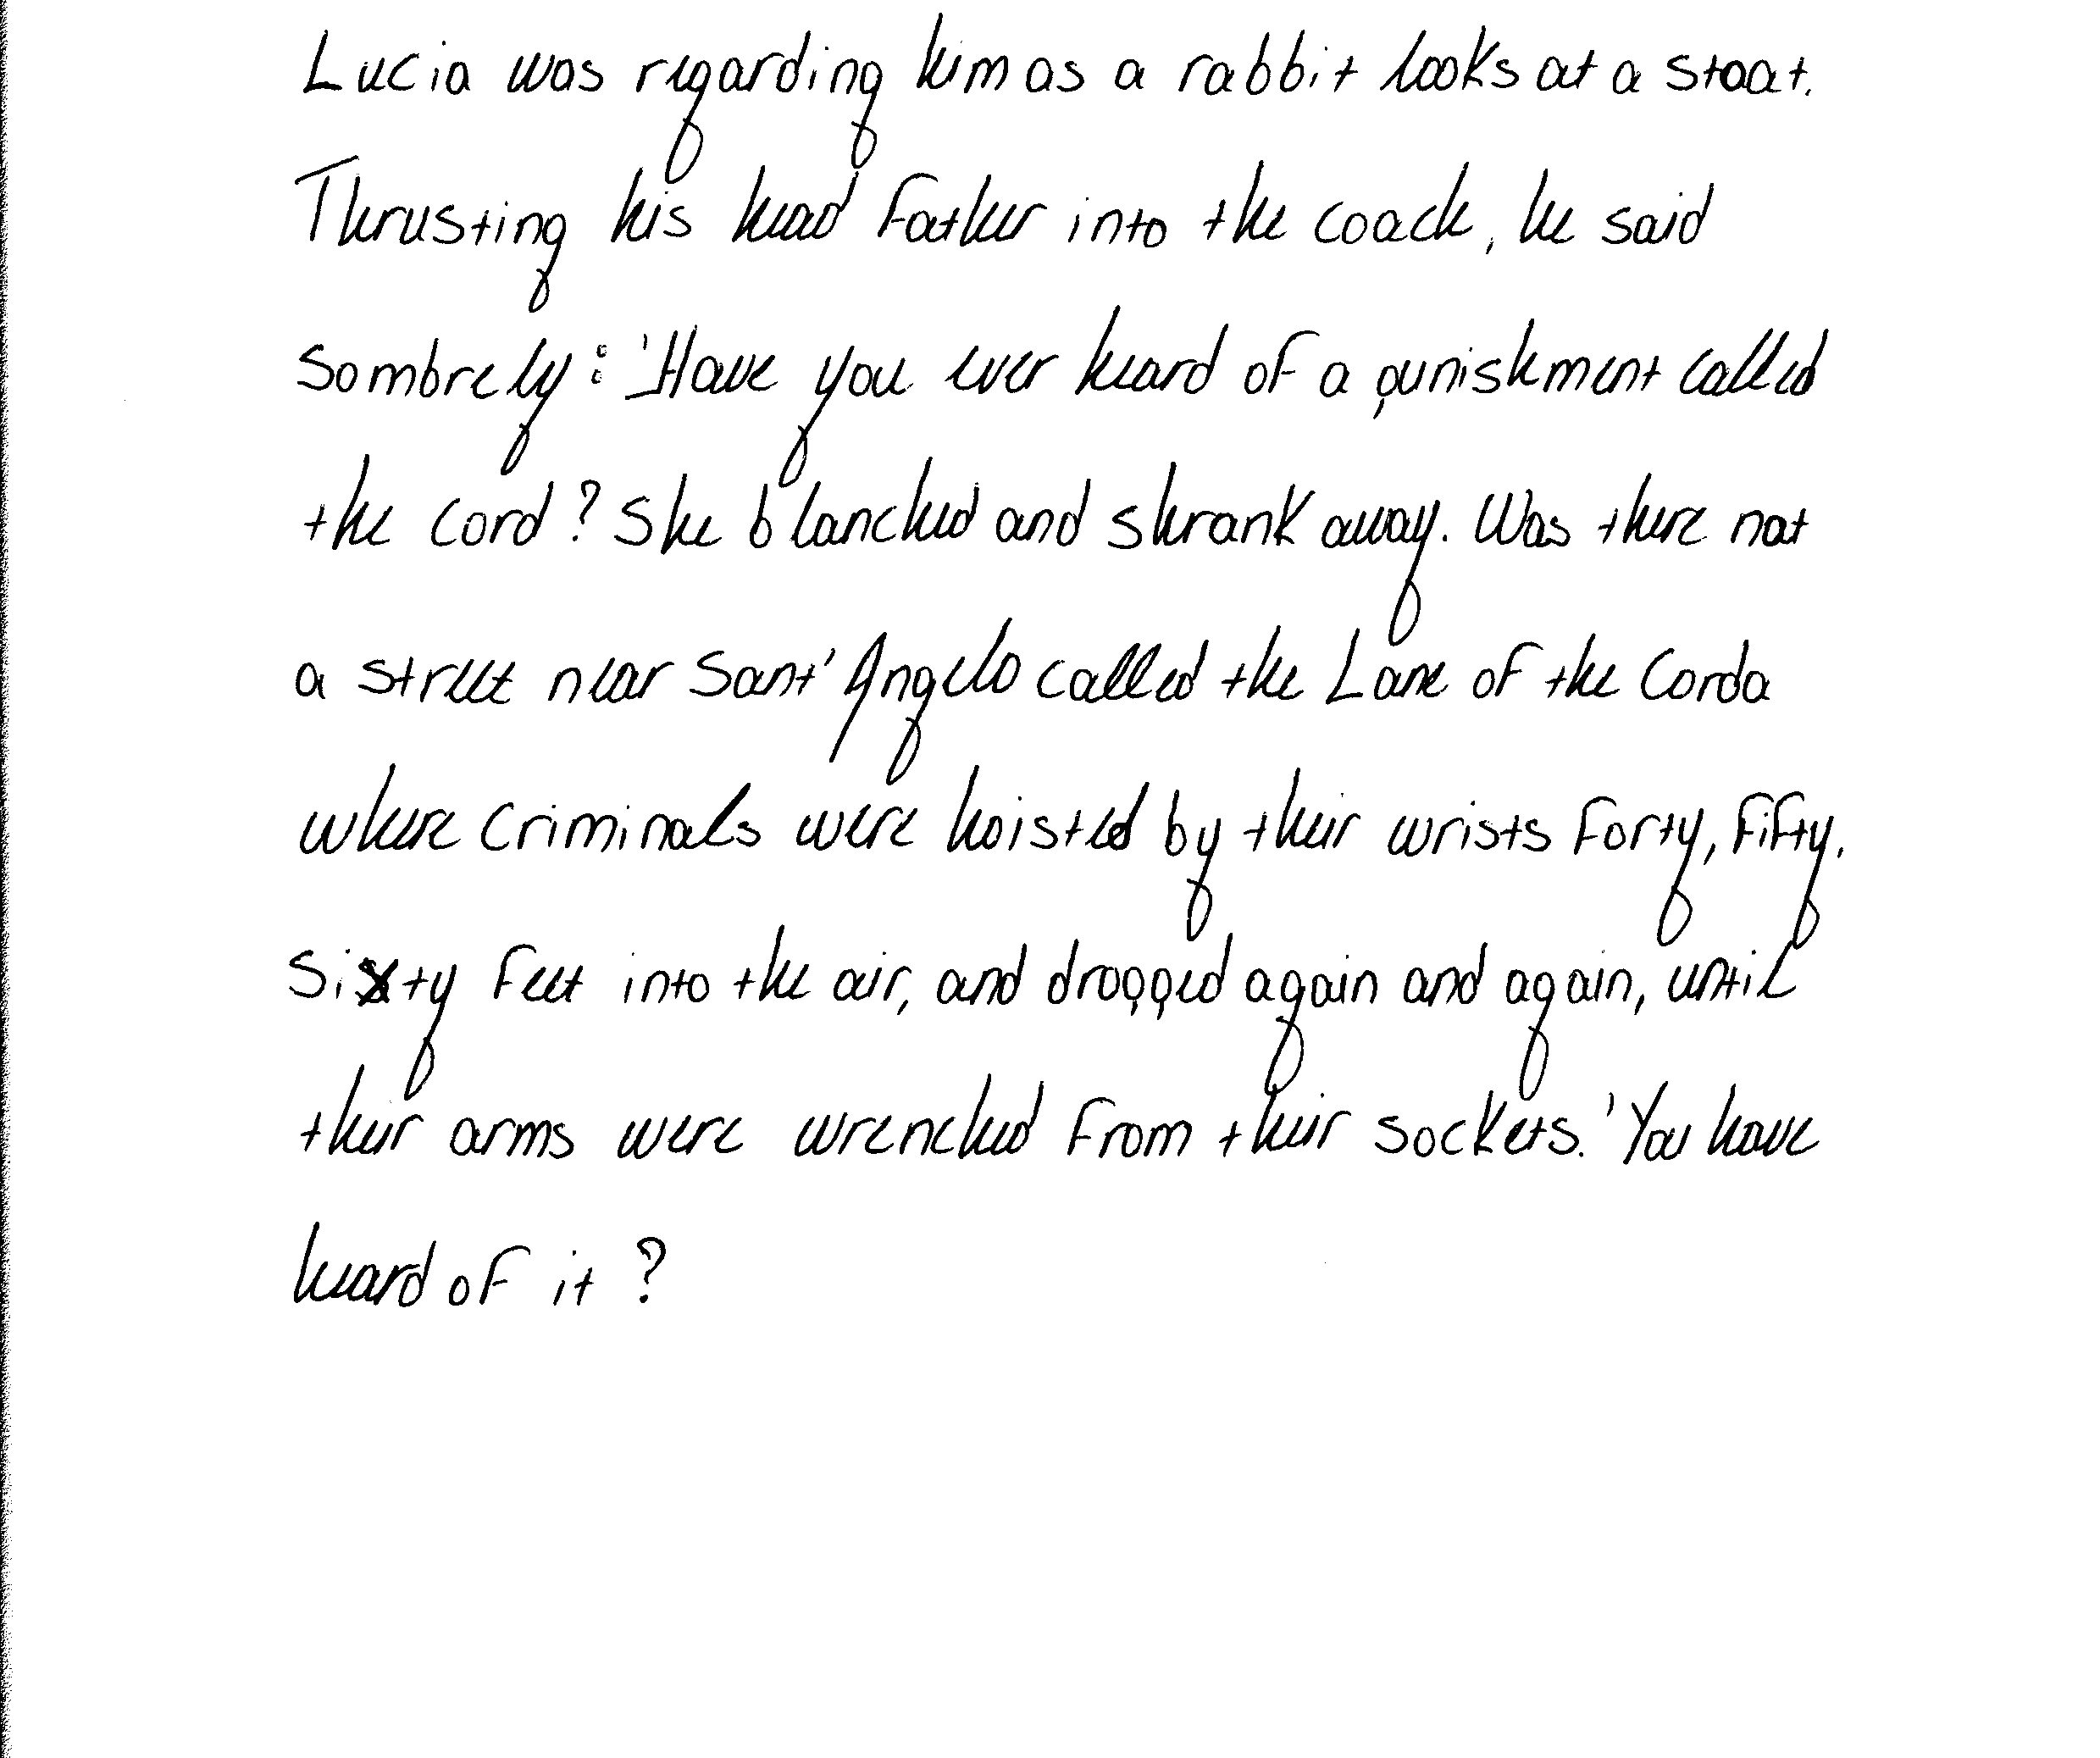 Lucia was regarding him as a rabbit looks at a stoat.
Thrusting his head father into the coach, he said
sombrely: 'Have you ever heard of a punishment called
the cord? She blanched and shrank away. Was there not
a street near Sant' Angelo called the Lane of the Corda
where criminals were hoisted by their wrists forty, fifty,
sixty feet into the air, and dropped again and again, until
their arms were wrenched from their sockets. 'You have
heard of it?